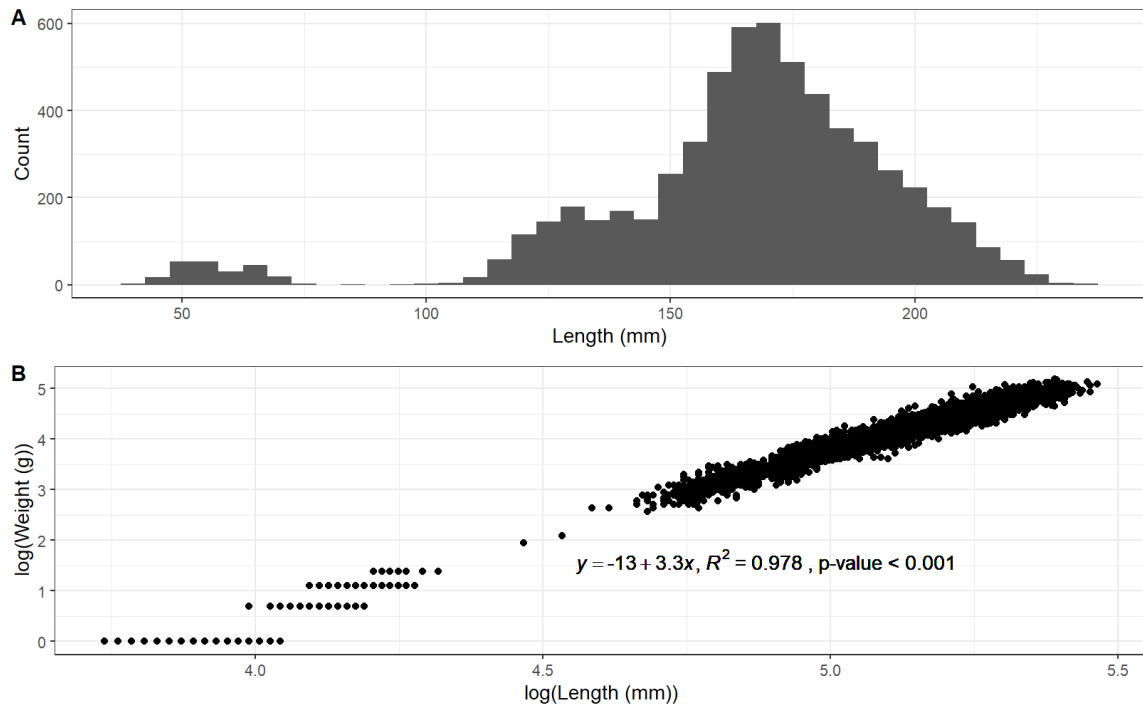 A
600
400
200
0
Count
50
100
150
200
Length (mm)
B
5
4
3
2
1
0
log(Weight (g))
y = -13 + 3.3x, R² = 0.978 , p-value < 0.001
4.0
4.5
5.0
5.5
log(Length (mm))